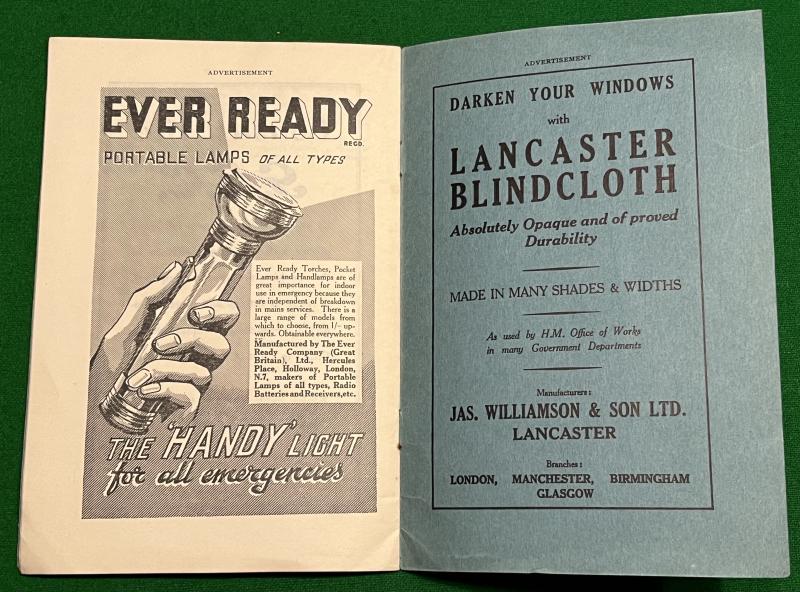 ADVERTISEMENT
EVER READY
REGD.
PORTABLE LAMPS OF ALL TYPES
Ever Ready Torches, Pocket
Lamps and Handlamps are of
great importance for indoor
use in emergency because they
are independent of breakdown
in mains services. There is a
large range of models from
which to choose, from 1/- up-
wards. Obtainable everywhere.
Manufactured by The Ever
Ready Company (Great
Britain), Ltd., Hercules
Place, Holloway, London,
N.7, makers of Portable
Lamps of all types, Radio
Batteries and Receivers, etc.
THE 'HANDY' LIGHT
for all emergencies
ADVERTISEMENT
DARKEN YOUR WINDOWS
with
LANCASTER
BLINDCLOTH
Absolutely Opaque and of proved
Durability
MADE IN MANY SHADES & WIDTHS
As used by H.M. Office of Works
in many Government Departments
Manufacturers:
JAS. WILLIAMSON & SON LTD.
LANCASTER
Branches:
LONDON, MANCHESTER, BIRMINGHAM
GLASGOW